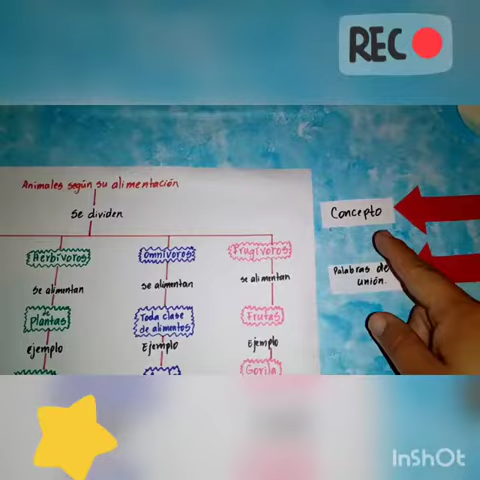 REC
Animales según su alimentación
Se dividen
Herbívoros
Omnívoros
Frugívoros
se alimentan
se alimentan
se alimentan
de
Plantas
Toda clase
de alimentos
Frutas
Ejemplo
Ejemplo
Ejemplo
Gorila
Concepto
Palabras de
unión.
InShOt